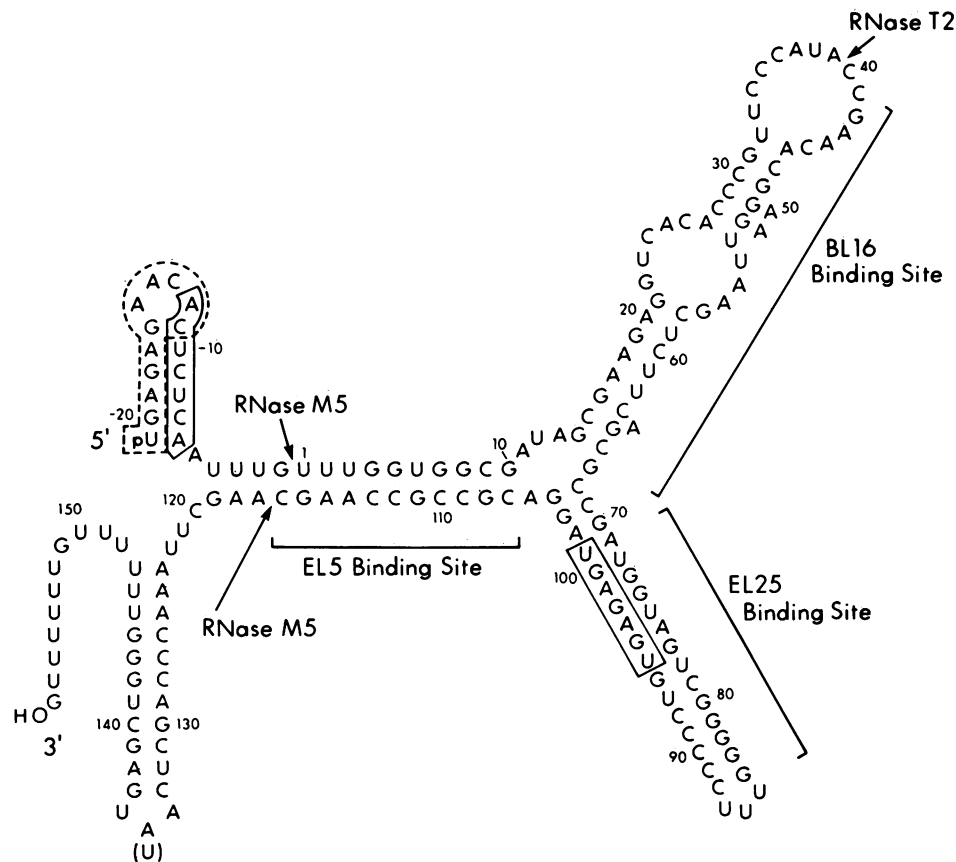 RNase T2
C C C A U A C 40
C C
U G
U A
G A C A A
30 C C
C G
C G
C A C A C G A 50
U U A
G U
G A
20 A C G
G U
A C 60
A U
G U
C C A
A U A G G
BL16
Binding Site
A A C A
G C
A U -10
G C
A U
G C
-20
5' p U A A
RNase M5
1
10
U U U G U U U G G U G G C G
120 C G A A C G A A C C G C C G C A G
110
EL5 Binding Site
RNase M5
G C C G 70
G A U G G U A G U C G G G G G U
80
A U G A G A G U G U C C C C C U U
100
90
EL25
Binding Site
150
G U U U
U U U U U G
HO
3'
U U U G G G U C G A G U
140
U U A A A C C C A G C U C A
130
A
(U)